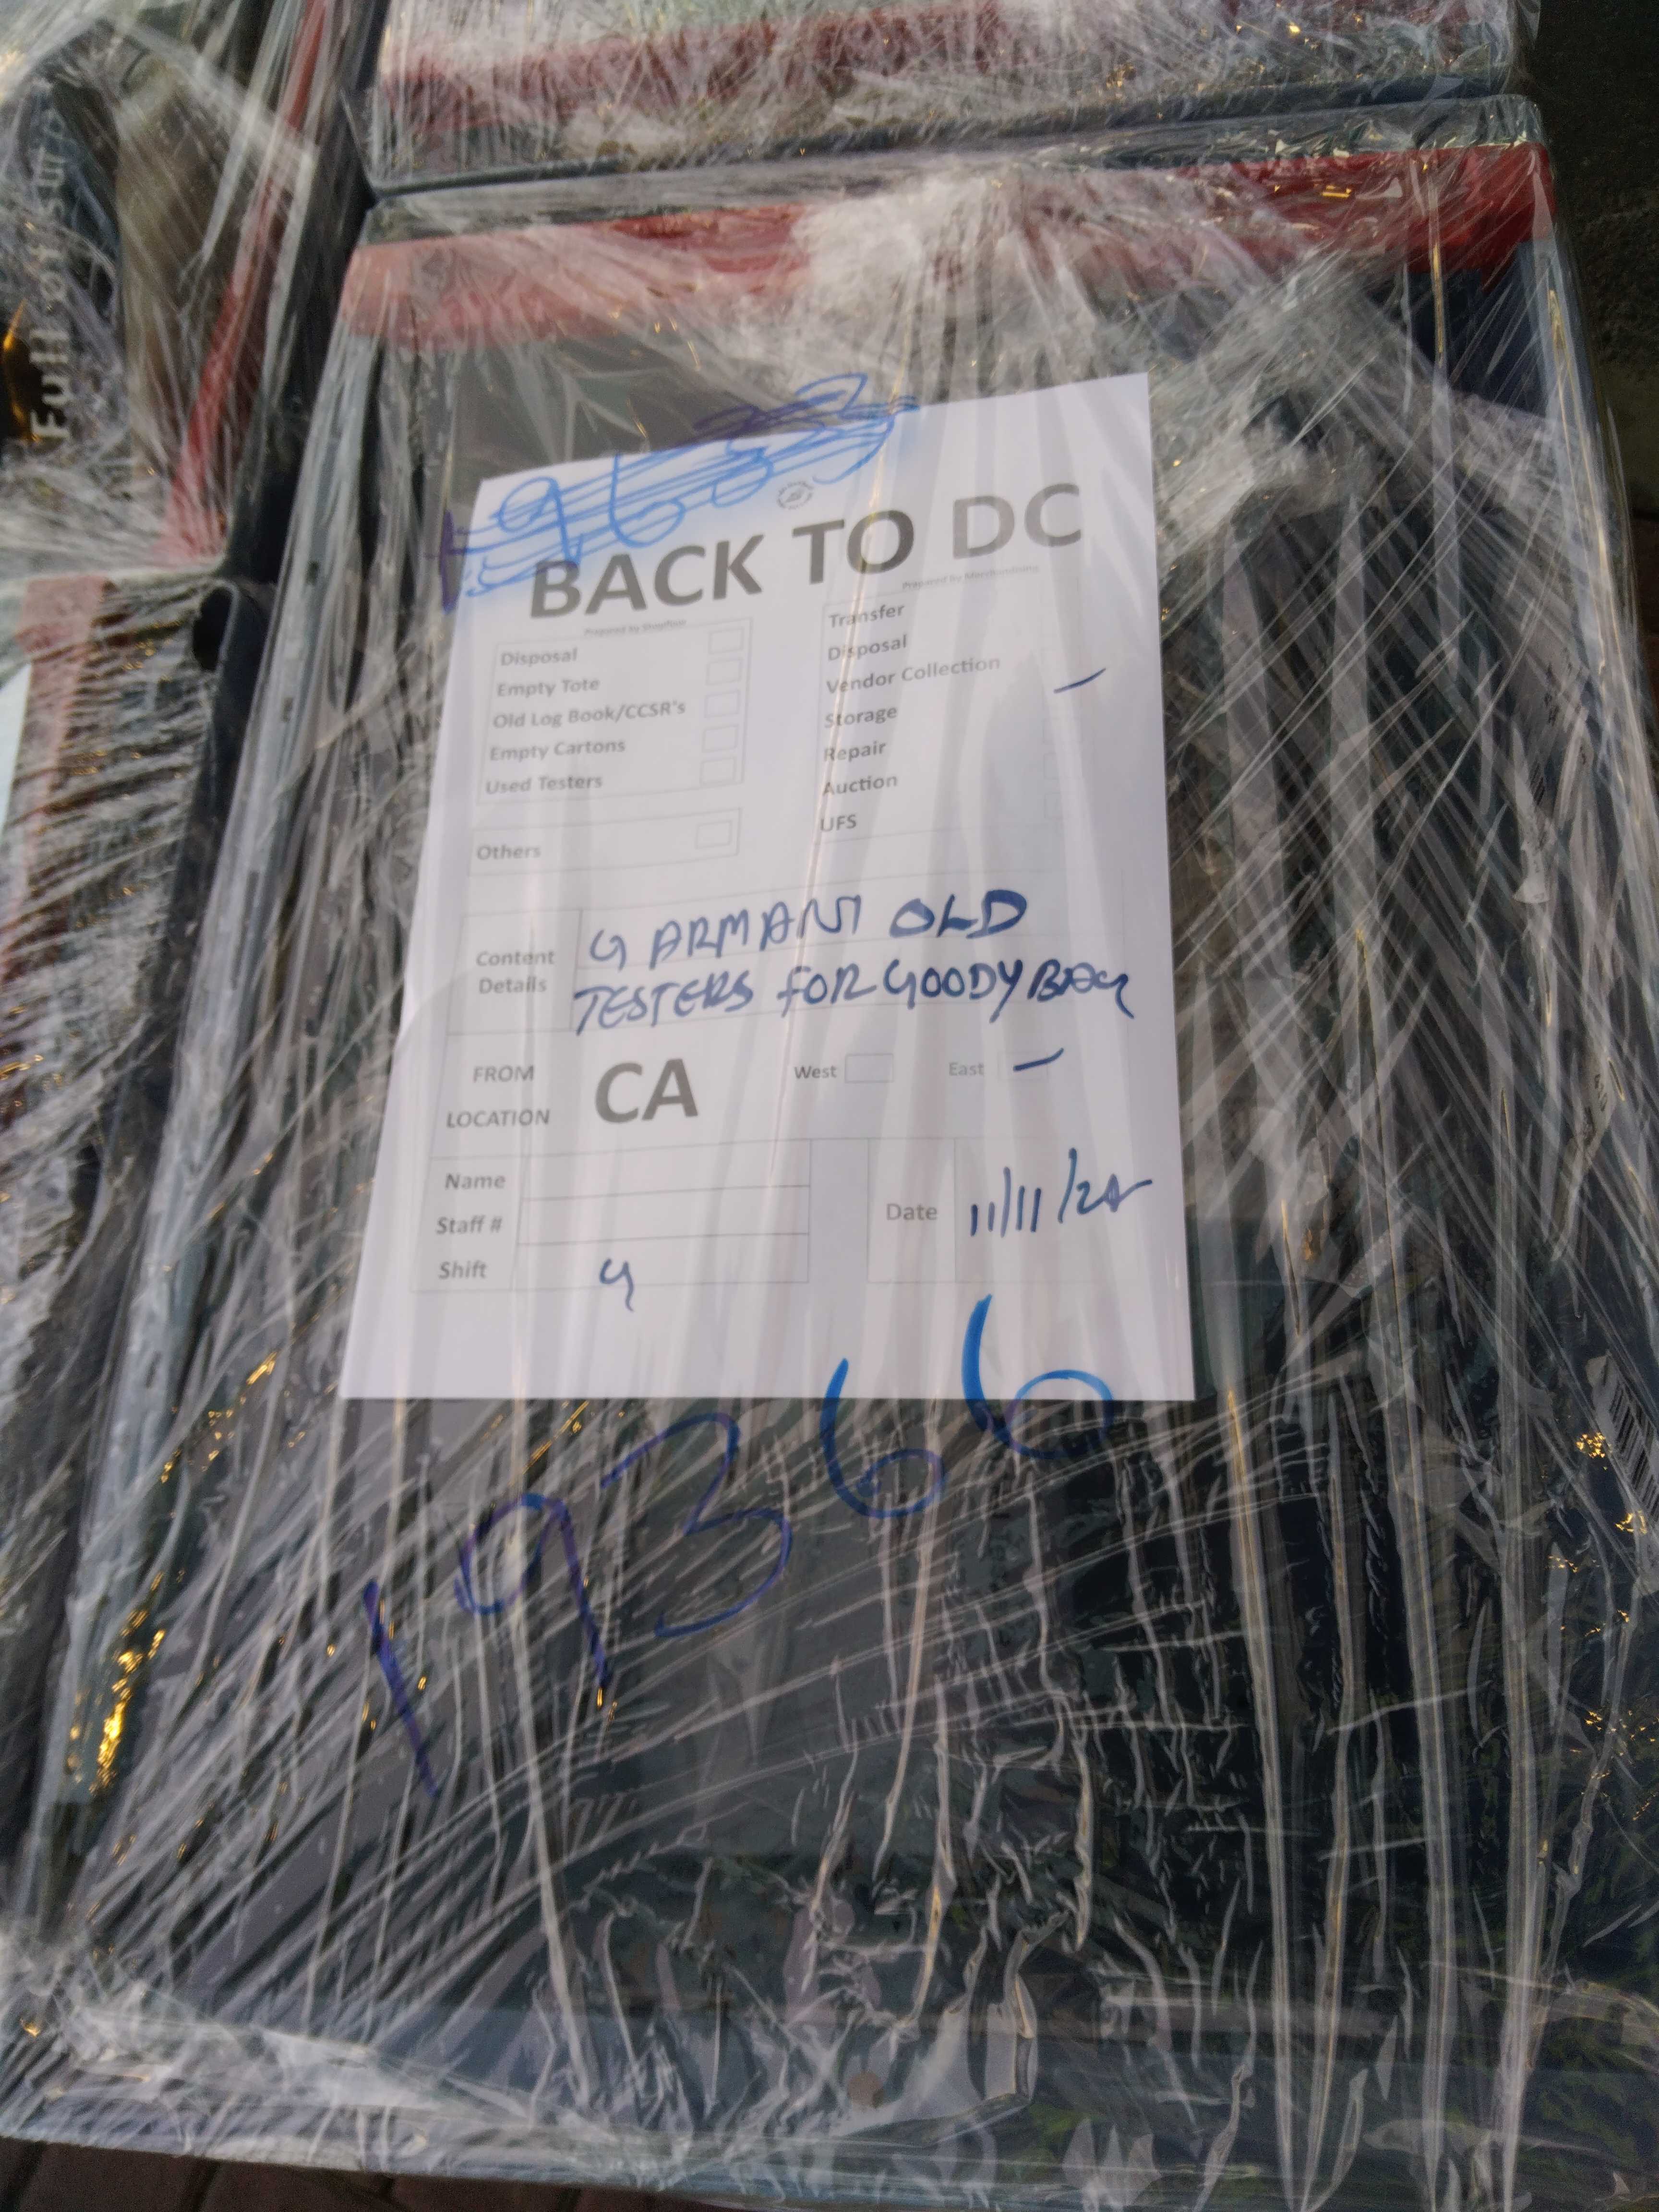 BACK TO DC
Prepared by Shopfloor
Disposal
Empty Tote
Old Log Book/CCSR's
Empty Cartons
Used Testers
Others
Prepared By Merchandising
Transfer
Disposal
Vendor Collection
Storage
Repair
Auction
UFS
Content Details
G ARMANI OLD
TESTERS FOR GOODY BAG
FROM LOCATION
CA
West
East
Name
Staff #
Shift
G
Date
11/11/24
19366
Full of